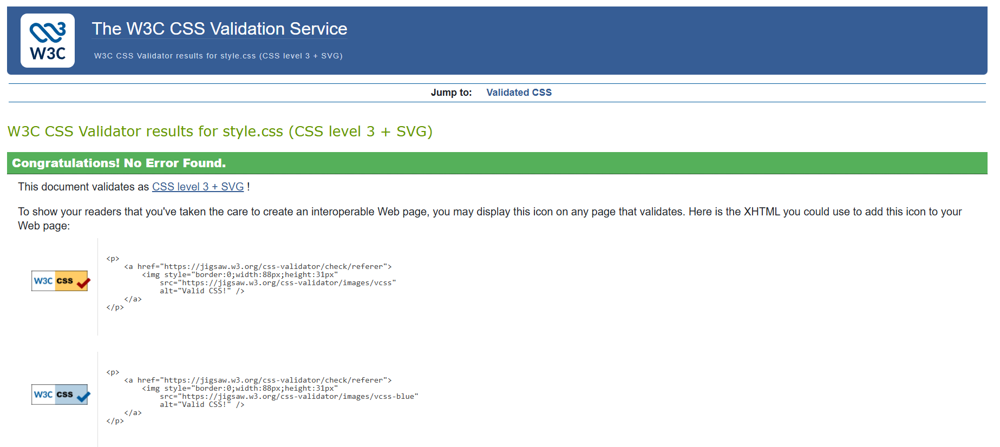 W3C
The W3C CSS Validation Service
W3C CSS Validator results for style.css (CSS level 3 + SVG)
Jump to: Validated CSS
W3C CSS Validator results for style.css (CSS level 3 + SVG)
Congratulations! No Error Found.
This document validates as CSS level 3 + SVG !
To show your readers that you've taken the care to create an interoperable Web page, you may display this icon on any page that validates. Here is the XHTML you could use to add this icon to your
Web page:
W3C css
<p>
    <a href="https://jigsaw.w3.org/css-validator/check/referer">
        <img style="border:0;width:88px;height:31px"
            src="https://jigsaw.w3.org/css-validator/images/vcss"
            alt="Valid CSS!" />
    </a>
</p>
W3C css
<p>
    <a href="https://jigsaw.w3.org/css-validator/check/referer">
        <img style="border:0;width:88px;height:31px"
            src="https://jigsaw.w3.org/css-validator/images/vcss-blue"
            alt="Valid CSS!" />
    </a>
</p>